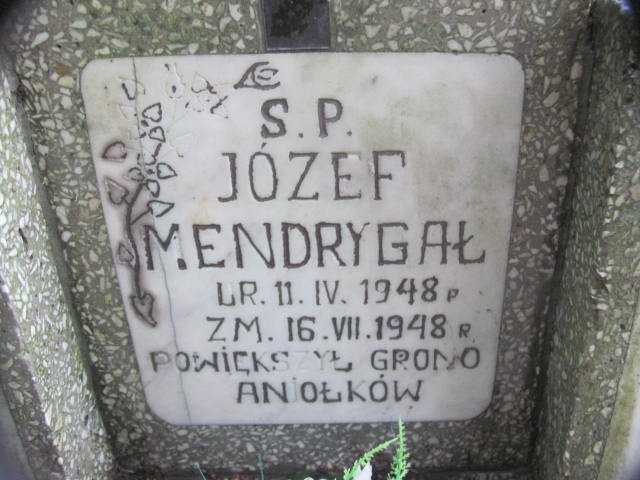 S.P.
JÓZEF
MENDRYGAŁ
UR. 11. IV. 1948 R
ZM. 16. VII. 1948 R.
POWIĘKSZYŁ GRONO
ANIOŁKÓW